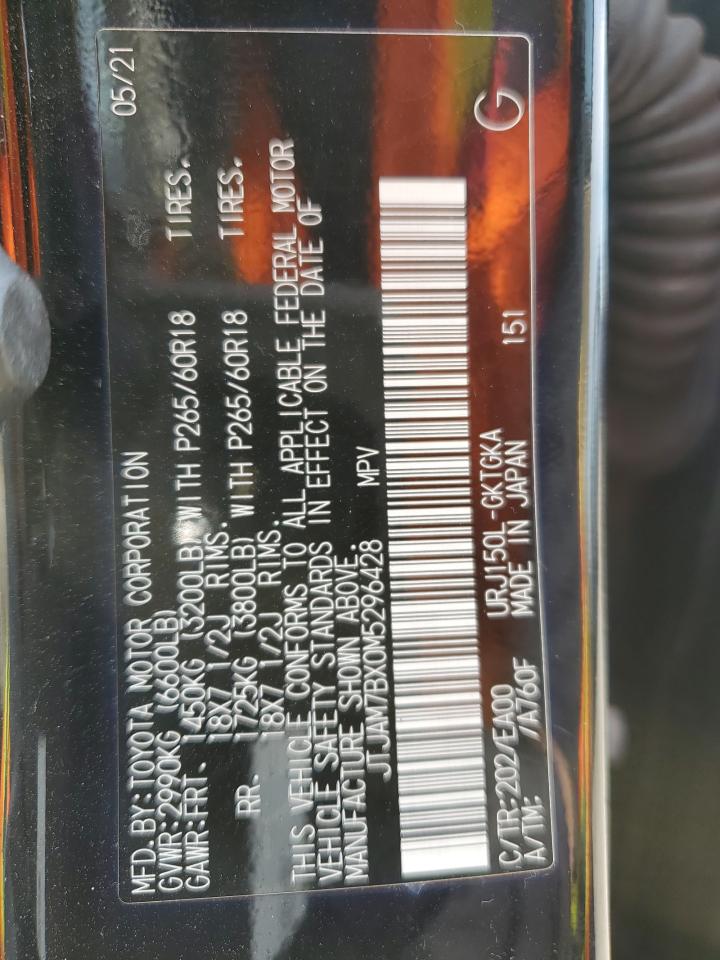 MFD. BY: TOYOTA MOTOR CORPORATION 05/21
GVWR: 2990KG (6600LB)
GAWR: FRT. 1450KG (3200LB) WITH P265/60R18 TIRES.
18X7 1/2J RIMS.
RR. 1725KG (3800LB) WITH P265/60R18 TIRES.
18X7 1/2J RIMS.
THIS VEHICLE CONFORMS TO ALL APPLICABLE FEDERAL MOTOR
VEHICLE SAFETY STANDARDS IN EFFECT ON THE DATE OF
MANUFACTURE SHOWN ABOVE.
JTJAM7BX0M5296428 MPV
C/TR: 202/EA00 URJ150L-GKTGKA 151 G
A/TM: /A760F MADE IN JAPAN